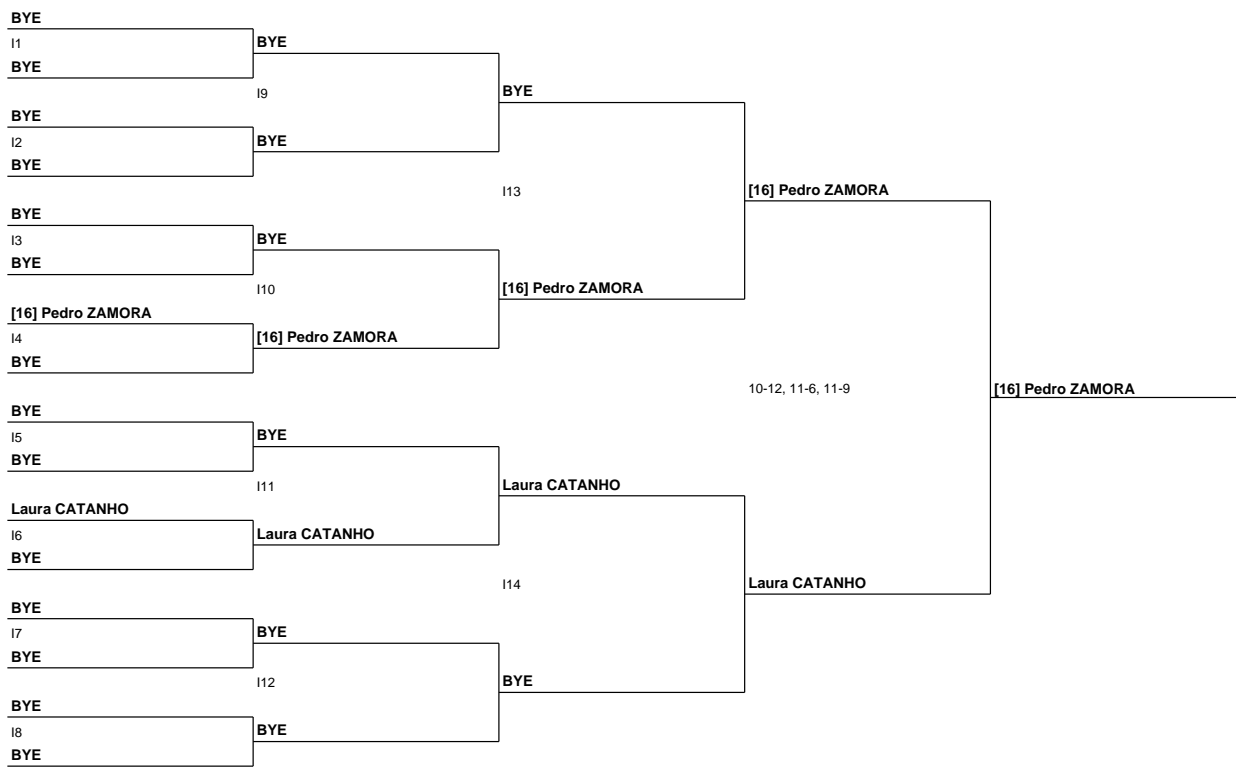 BYE
I1
BYE
BYE
I9
BYE
BYE
I2
BYE
BYE
I13
[16] Pedro ZAMORA
BYE
I3
BYE
BYE
I10
[16] Pedro ZAMORA
[16] Pedro ZAMORA
I4
[16] Pedro ZAMORA
BYE
10-12, 11-6, 11-9
[16] Pedro ZAMORA
BYE
I5
BYE
BYE
I11
Laura CATANHO
Laura CATANHO
I6
Laura CATANHO
BYE
I14
Laura CATANHO
BYE
I7
BYE
BYE
I12
BYE
BYE
I8
BYE
BYE